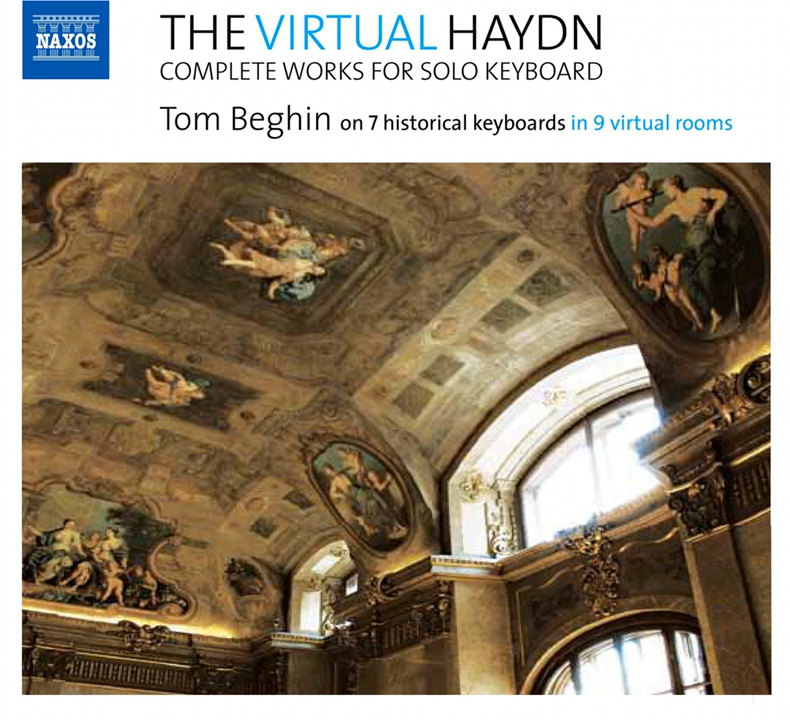 NAXOS
THE VIRTUAL HAYDN
COMPLETE WORKS FOR SOLO KEYBOARD
Tom Beghin on 7 historical keyboards in 9 virtual rooms